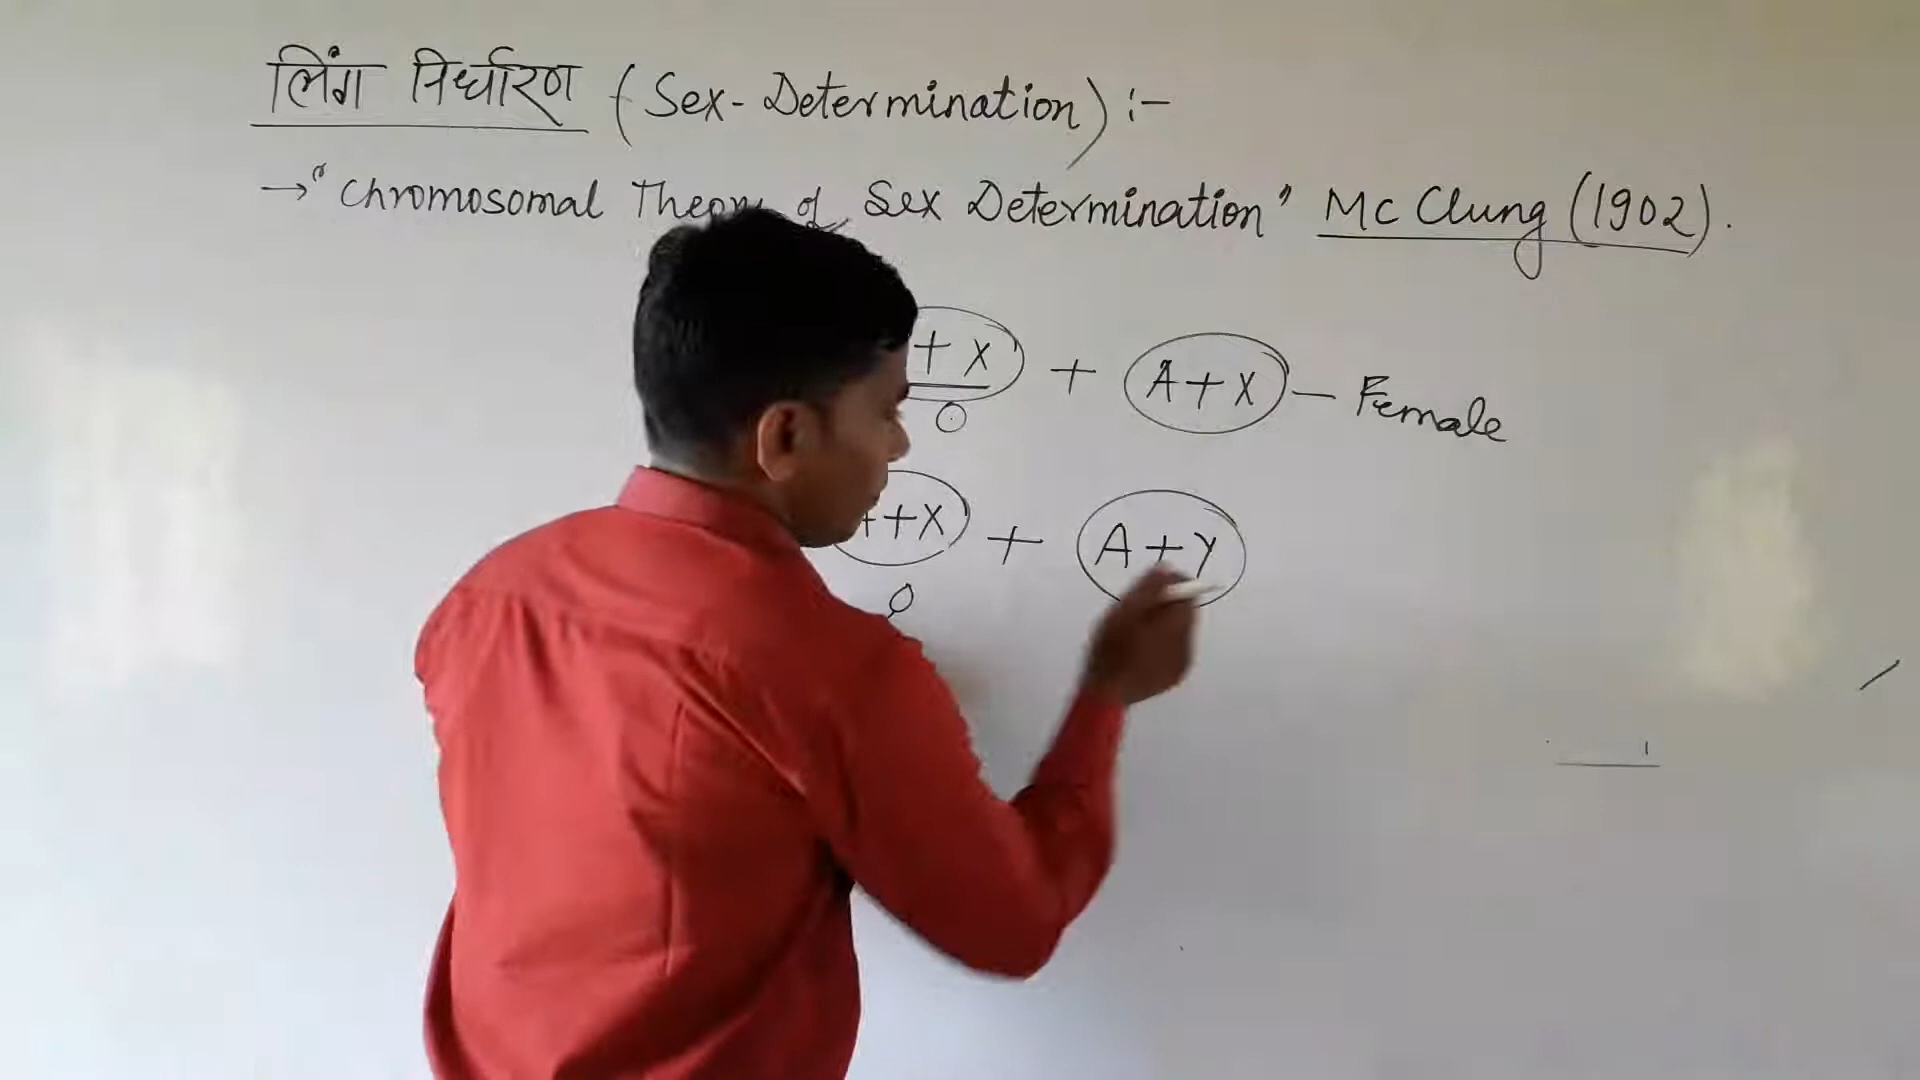 लिंग निर्धारण (Sex-Determination) :-
→ "Chromosomal Theory of Sex Determination" Mc Clung (1902).
+ X + A+X – Female
+X + A+Y